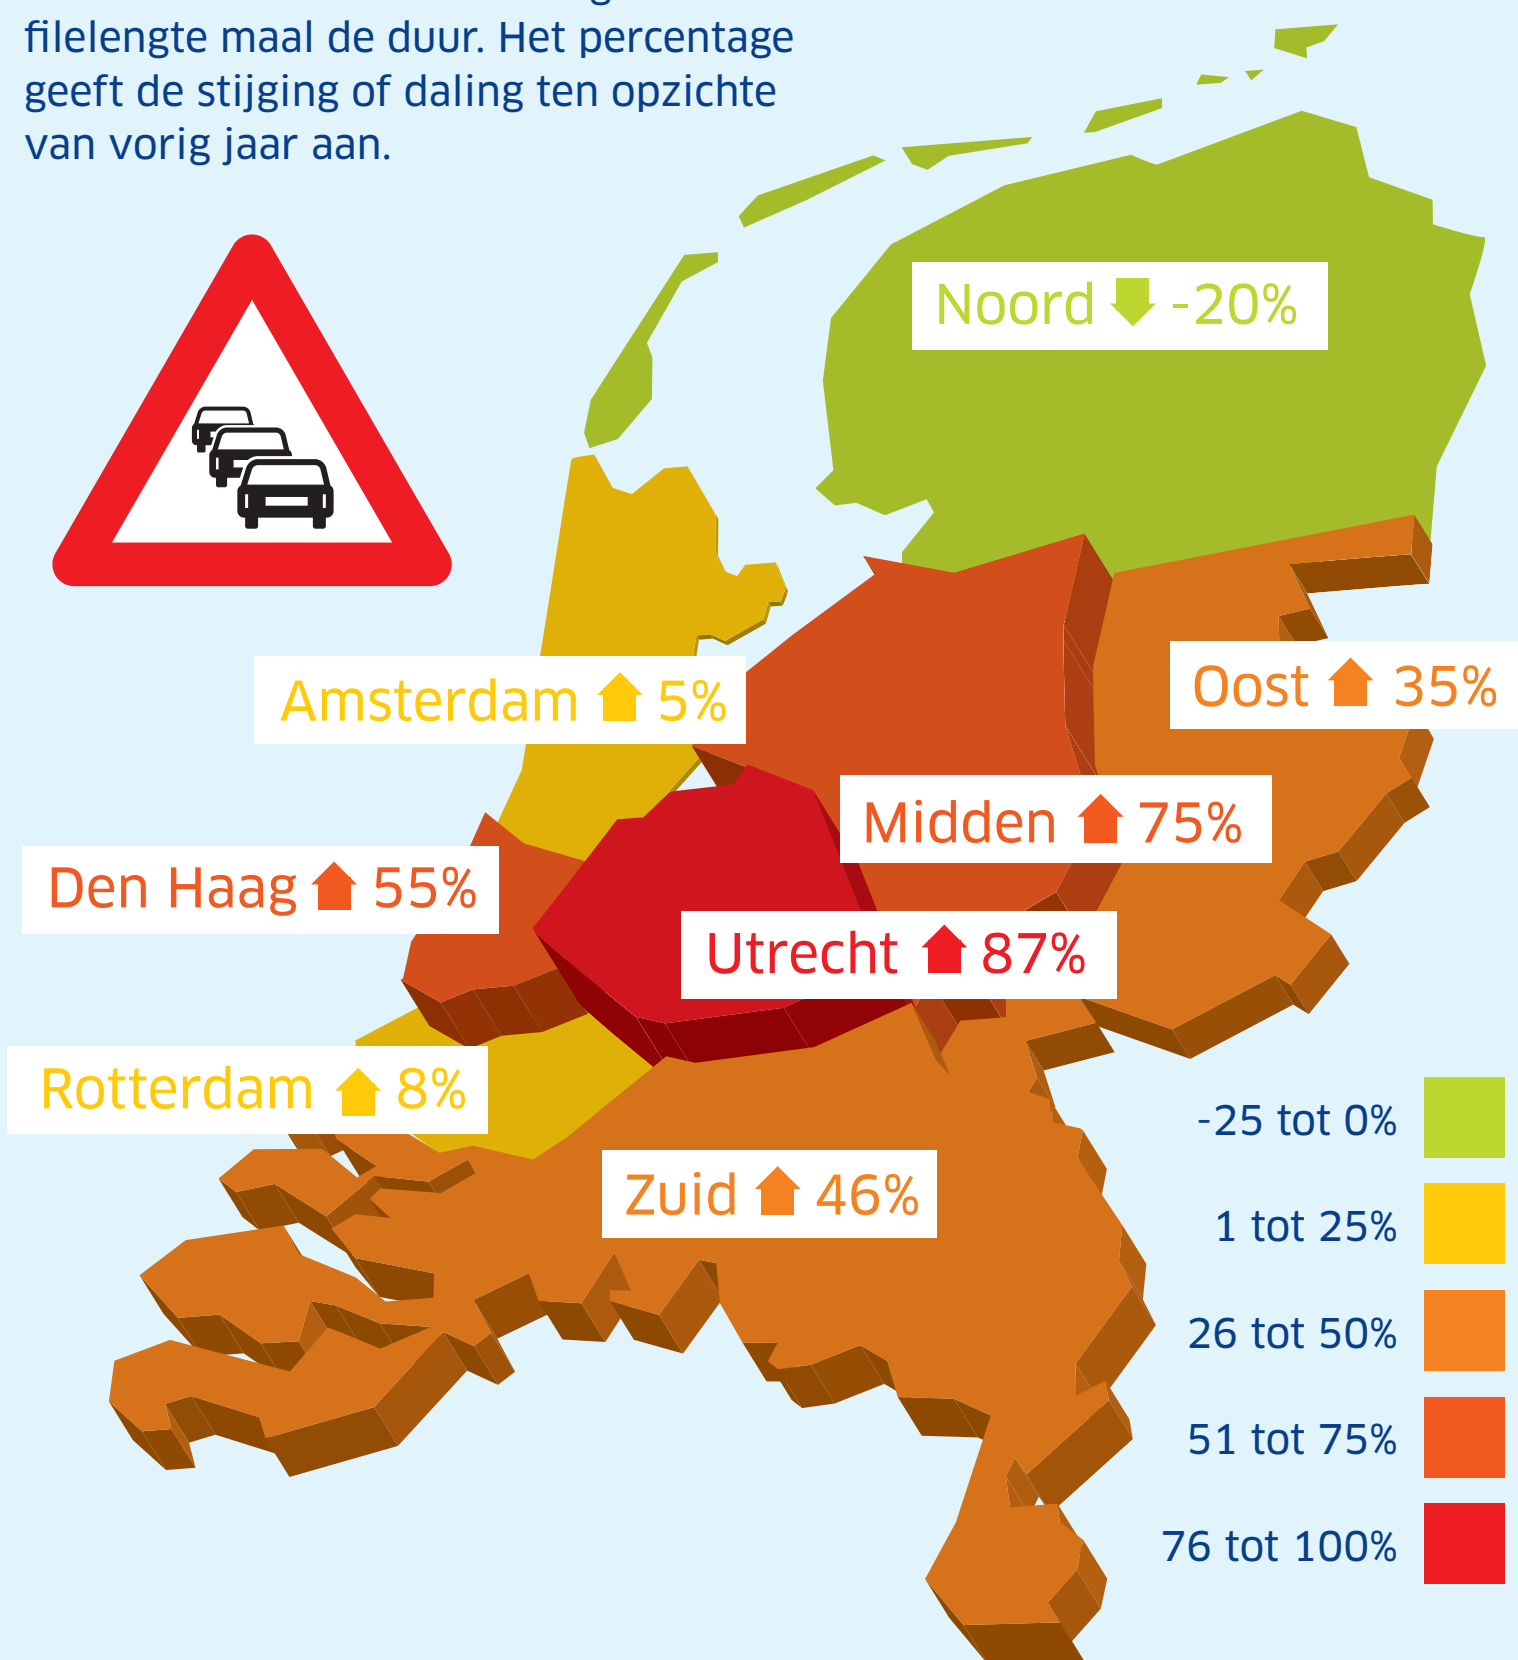 filelengte maal de duur. Het percentage
geeft de stijging of daling ten opzichte
van vorig jaar aan.
Noord -20%
Amsterdam 5%
Oost 35%
Midden 75%
Den Haag 55%
Utrecht 87%
Rotterdam 8%
Zuid 46%
-25 tot 0%
1 tot 25%
26 tot 50%
51 tot 75%
76 tot 100%